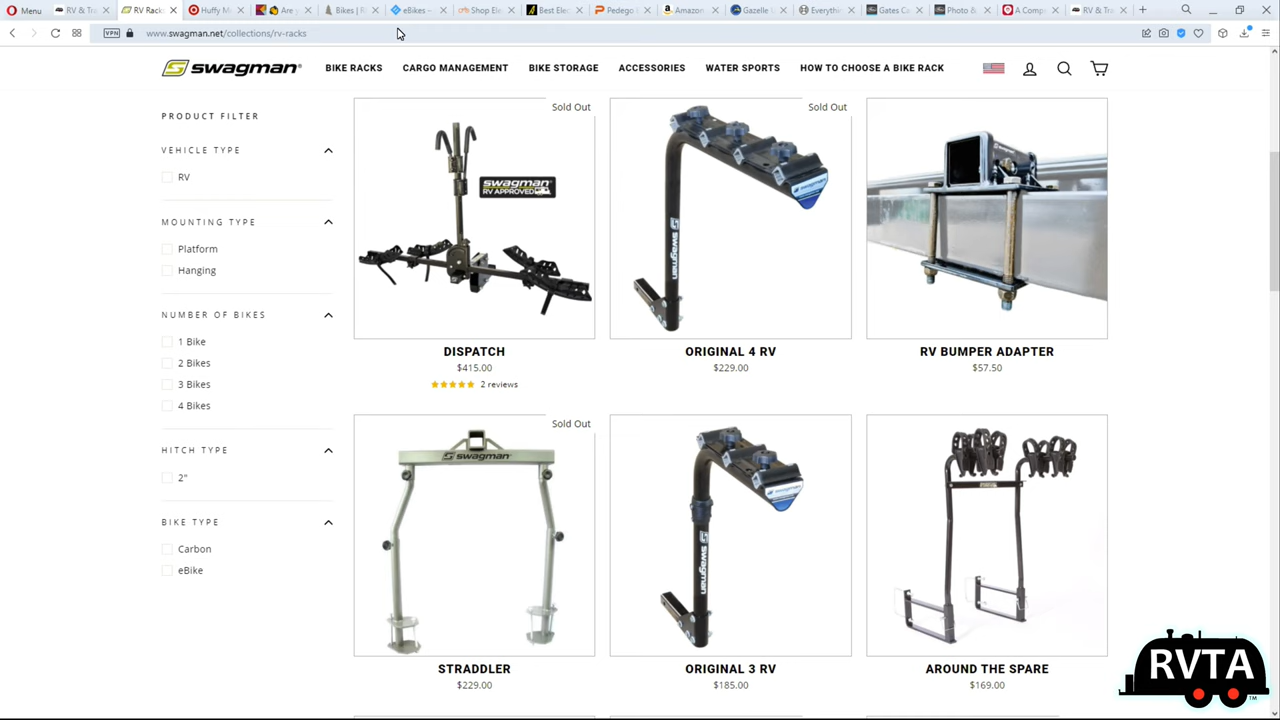 Menu
RV & Tra
RV Racks
Huffy M
Are y
Bikes | R
eBikes –
Shop Ele
Best Elec
Pedego E
Amazon
Gazelle
Everythin
Gates Ca
Photo &
A Comp
RV & Tra
VPN
www.swagman.net/collections/rv-racks
swagman
BIKE RACKS
CARGO MANAGEMENT
BIKE STORAGE
ACCESSORIES
WATER SPORTS
HOW TO CHOOSE A BIKE RACK
PRODUCT FILTER
VEHICLE TYPE
RV
MOUNTING TYPE
Platform
Hanging
NUMBER OF BIKES
1 Bike
2 Bikes
3 Bikes
4 Bikes
HITCH TYPE
2"
BIKE TYPE
Carbon
eBike
Sold Out
swagman
RV APPROVED
DISPATCH
$415.00
2 reviews
Sold Out
swagman
ORIGINAL 4 RV
$229.00
RV BUMPER ADAPTER
$57.50
Sold Out
swagman
STRADDLER
$229.00
swagman
ORIGINAL 3 RV
$185.00
AROUND THE SPARE
$169.00
RVTA
TM